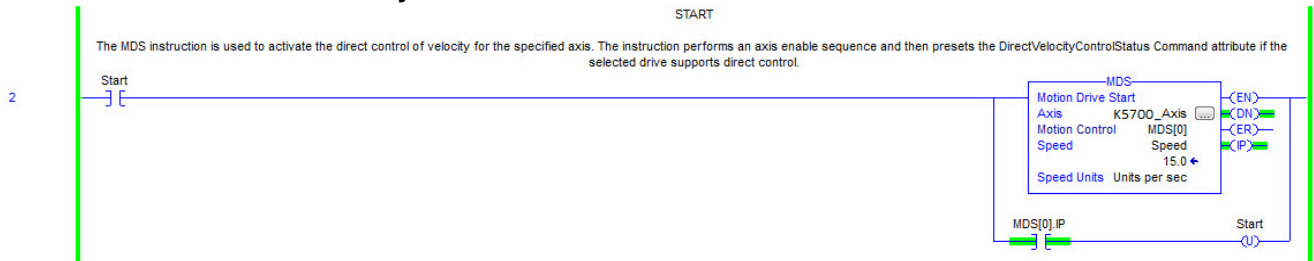 START
The MDS instruction is used to activate the direct control of velocity for the specified axis. The instruction performs an axis enable sequence and then presets the DirectVelocityControlStatus Command attribute if the
selected drive supports direct control.
Start
2
MDS
Motion Drive Start
Axis K5700_Axis ...
Motion Control MDS[0]
Speed Speed
15.0
Speed Units Units per sec
EN
DN
ER
IP
MDS[0].IP
Start
U